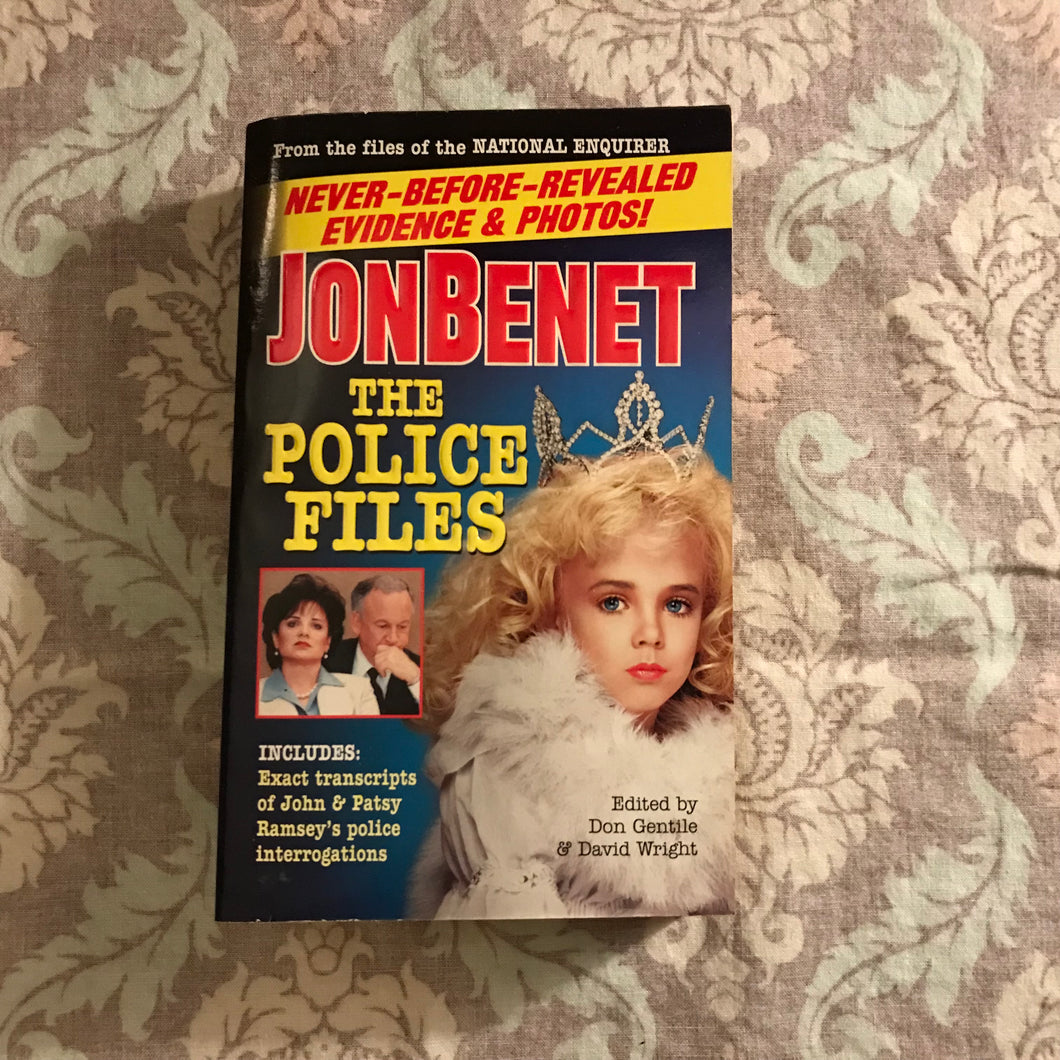 From the files of the NATIONAL ENQUIRER
NEVER-BEFORE-REVEALED
EVIDENCE & PHOTOS!
JONBENET
THE
POLICE
FILES
INCLUDES:
Exact transcripts
of John & Patsy
Ramsey's police
interrogations
Edited by
Don Gentile
& David Wright